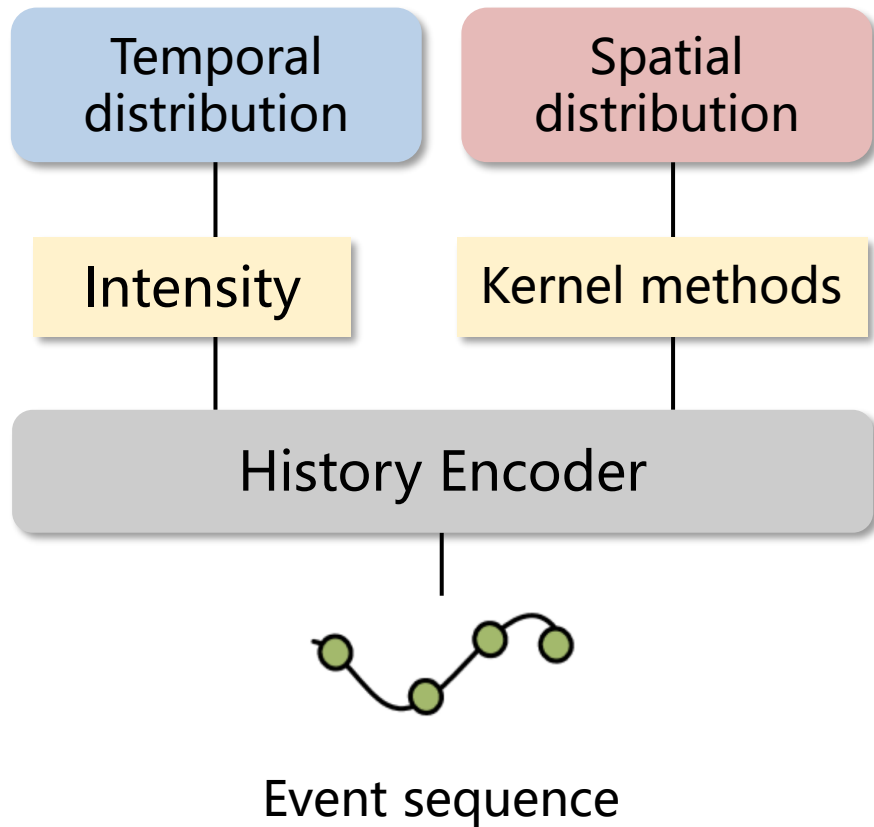 Temporal
distribution
Spatial
distribution
Intensity
Kernel methods
History Encoder
Event sequence